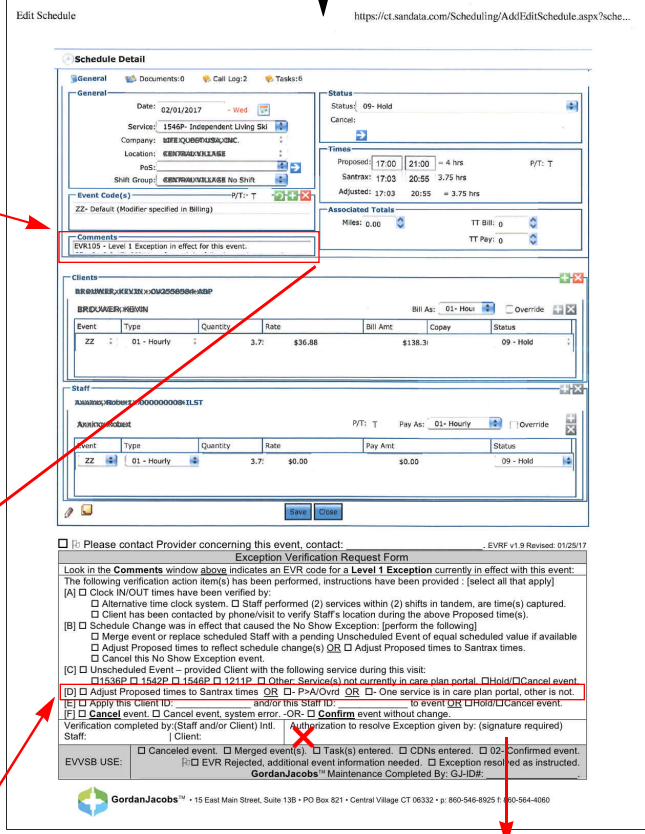 Edit Schedule
https://ct.sandata.com/Scheduling/AddEditSchedule.aspx?sche...
Schedule Detail
General Documents:0 Call Log:2 Tasks:6
General
Date: 02/01/2017 - Wed
Service: 1546P- Independent Living Ski
Company:
Location: CENTRAL VILLAGE
PoS:
Shift Group: CENTRAL VILLAGE No Shift
Event Code(s) P/T:- T
ZZ- Default (Modifier specified in Billing)
Comments
EVR105 - Level 1 Exception in effect for this event.
Status
Status: 09- Hold
Cancel:
Times
Proposed: 17:00 21:00 = 4 hrs P/T: T
Santrax: 17:03 20:55 3.75 hrs
Adjusted: 17:03 20:55 = 3.75 hrs
Associated Totals
Miles: 0.00 TT Bill: 0
TT Pay: 0
Clients
BROUWER, KEVIN
Bill As: 01- Hour Override
Event Type Quantity Rate Bill Amt Copay Status
ZZ 01 - Hourly 3.7: $36.88 $138.3 09 - Hold
Staff
P/T: T Pay As: 01- Hourly Override
Event Type Quantity Rate Pay Amt Status
ZZ 01 - Hourly 3.7: $0.00 $0.00 09 - Hold
Save Close
☐ Please contact Provider concerning this event, contact: ____________________. EVRF v1.9 Revised: 01/25/17
Exception Verification Request Form
Look in the Comments window above indicates an EVR code for a Level 1 Exception currently in effect with this event:
The following verification action item(s) has been performed, instructions have been provided : [select all that apply]
[A] ☐ Clock IN/OUT times have been verified by:
☐ Alternative time clock system. ☐ Staff performed (2) services within (2) shifts in tandem, are time(s) captured.
☐ Client has been contacted by phone/visit to verify Staff's location during the above Proposed time(s).
[B] ☐ Schedule Change was in effect that caused the No Show Exception: [perform the following]
☐ Merge event or replace scheduled Staff with a pending Unscheduled Event of equal scheduled value if available
☐ Adjust Proposed times to reflect schedule change(s) OR ☐ Adjust Proposed times to Santrax times.
☐ Cancel this No Show Exception event.
[C] ☐ Unscheduled Event – provided Client with the following service during this visit:
☐1536P ☐ 1542P ☐ 1546P ☐ 1211P ☐ Other: Service(s) not currently in care plan portal. ☐Hold/☐Cancel event.
[D] ☐ Adjust Proposed times to Santrax times OR ☐- P>A/Ovrd OR ☐- One service is in care plan portal, other is not.
[E] ☐ Apply this Client ID: ______________ and/or this Staff ID: ______________ to event OR ☐Hold/☐Cancel event.
[F] ☐ Cancel event. ☐ Cancel event, system error. -OR- ☐ Confirm event without change.
Verification completed by:(Staff and/or Client) Intl. Authorization to resolve Exception given by: (signature required)
Staff: | Client:
EVVSB USE: ☐ Canceled event. ☐ Merged event(s). ☐ Task(s) entered. ☐ CDNs entered. ☐ 02- Confirmed event.
☐ EVR Rejected, additional event information needed. ☐ Exception resolved as instructed.
GordanJacobs™ Maintenance Completed By: GJ-ID#: ______________.
GordanJacobs™ • 15 East Main Street, Suite 13B • PO Box 821 • Central Village CT 06332 • p: 860-546-8925 f: 860-564-4060